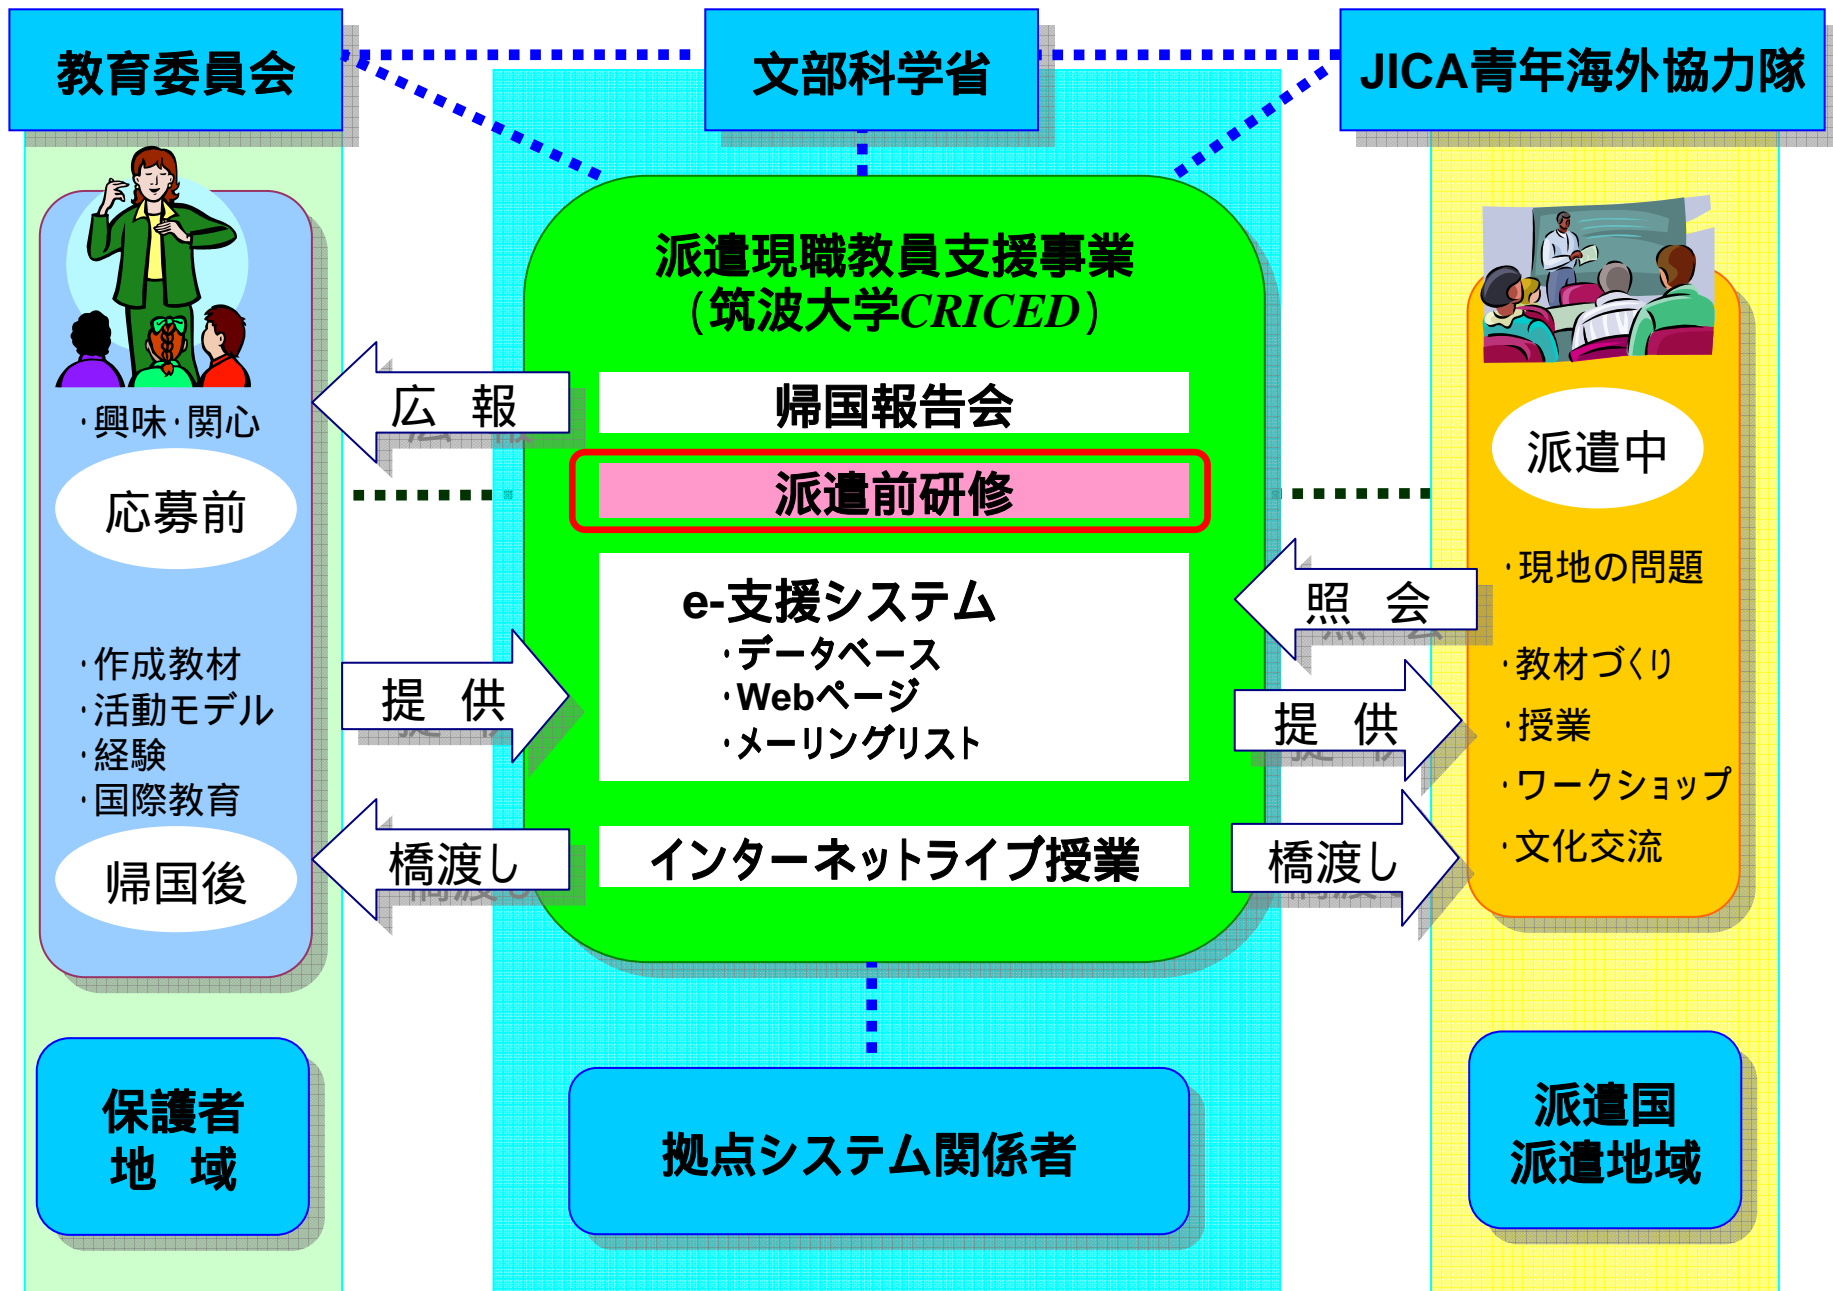 教育委員会
文部科学省
JICA青年海外協力隊
派遣現職教員支援事業
(筑波大学CRICED)
広 報
帰国報告会
・興味・関心
派遣中
応募前
派遣前研修
・現地の問題
照 会
e-支援システム
・データベース
・Webページ
・メーリングリスト
・作成教材
・活動モデル
・経験
・国際教育
提 供
提 供
・教材づくり
・授業
・ワークショップ
・文化交流
帰国後
橋渡し
インターネットライブ授業
橋渡し
保護者
地 域
拠点システム関係者
派遣国
派遣地域